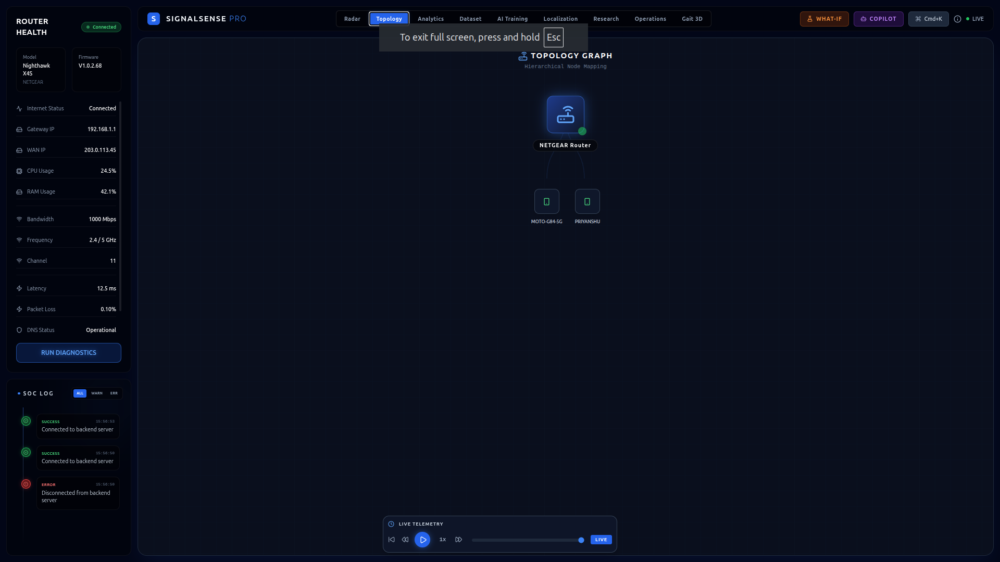 ROUTER
HEALTH
Connected
Model
Nighthawk
X4S
NETGEAR
Firmware
V1.0.2.68
Internet Status Connected
Gateway IP 192.168.1.1
WAN IP 203.0.113.45
CPU Usage 24.5%
RAM Usage 42.1%
Bandwidth 1000 Mbps
Frequency 2.4 / 5 GHz
Channel 11
Latency 12.5 ms
Packet Loss 0.10%
DNS Status Operational
RUN DIAGNOSTICS
SOC LOG
ALL WARN ERR
SUCCESS 15:56:53
Connected to backend server
SUCCESS 15:56:50
Connected to backend server
ERROR 15:56:50
Disconnected from backend
server
S SIGNALSENSE PRO
Radar Topology Analytics Dataset AI Training Localization Research Operations Gait 3D
WHAT-IF COPILOT ⌘ Cmd+K LIVE
To exit full screen, press and hold Esc
TOPOLOGY GRAPH
Hierarchical Node Mapping
NETGEAR Router
MOTO-G84-5G PRIYANSHU
LIVE TELEMETRY
1x LIVE